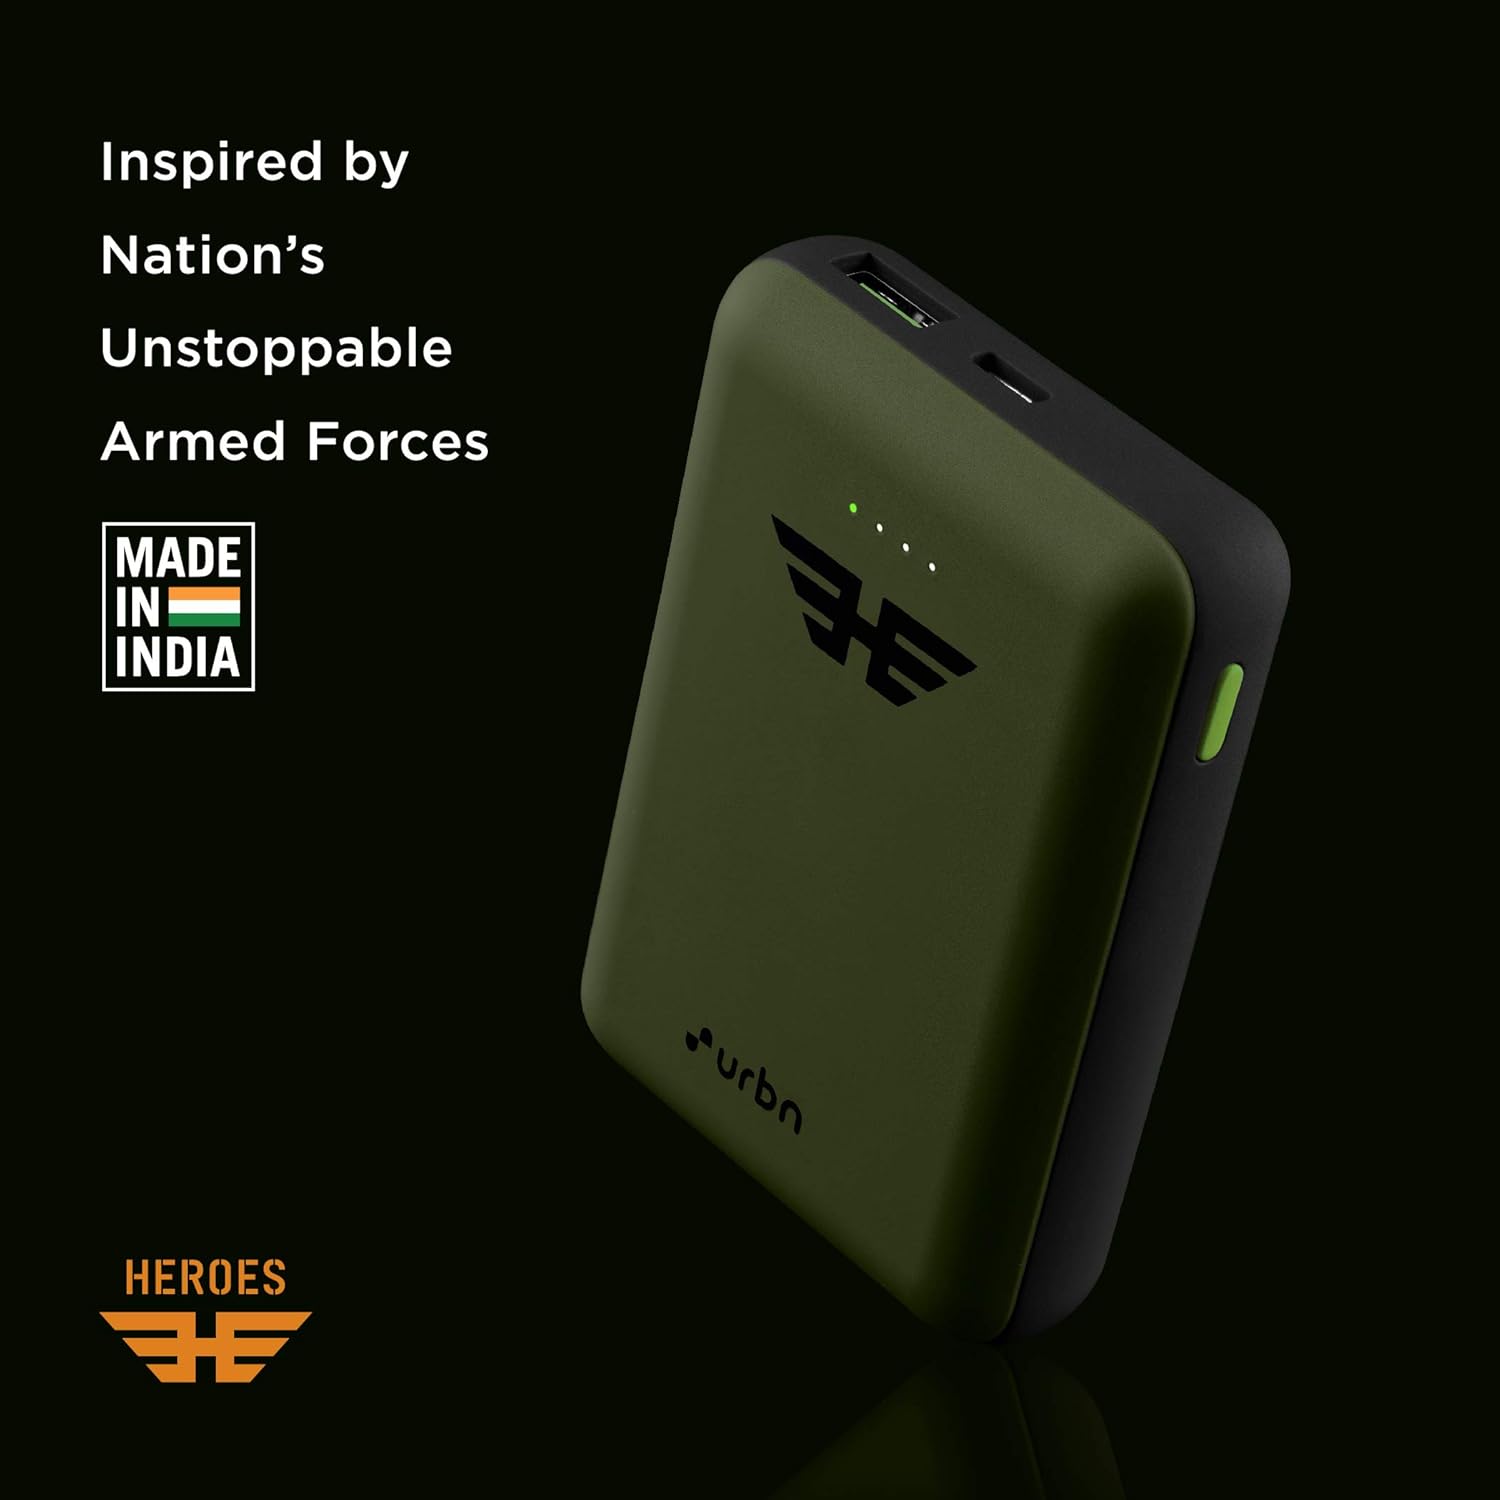 Inspired by
Nation's
Unstoppable
Armed Forces
MADE
IN
INDIA
urbn
HEROES